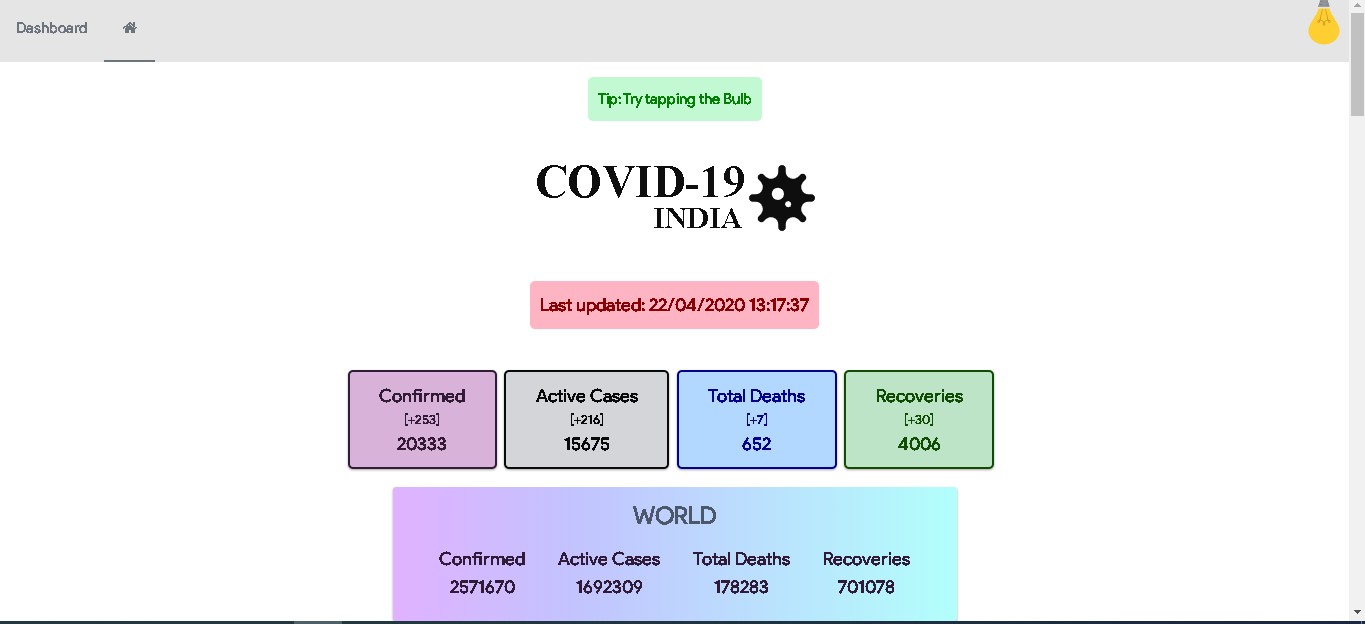 Dashboard
Tip: Try tapping the Bulb
COVID-19
INDIA
Last updated: 22/04/2020 13:17:37
Confirmed
[+253]
20333
Active Cases
[+216]
15675
Total Deaths
[+7]
652
Recoveries
[+30]
4006
WORLD
Confirmed Active Cases Total Deaths Recoveries
2571670 1692309 178283 701078